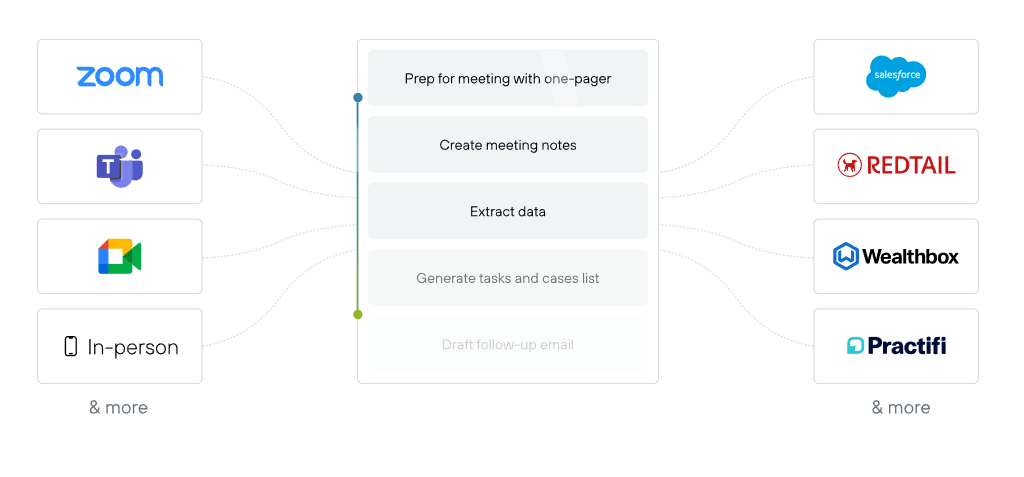 zoom
T
In-person
& more
Prep for meeting with one-pager
Create meeting notes
Extract data
Generate tasks and cases list
Draft follow-up email
salesforce
REDTAIL
Wealthbox
Practifi
& more